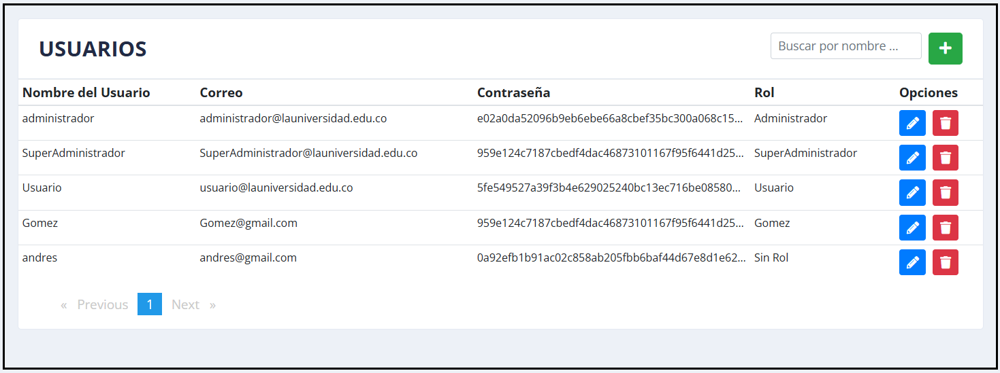 USUARIOS
Buscar por nombre ...
Nombre del Usuario Correo Contraseña Rol Opciones
administrador administrador@launiversidad.edu.co e02a0da52096b9eb6ebe66a8cbef35bc300a068c15... Administrador
SuperAdministrador SuperAdministrador@launiversidad.edu.co 959e124c7187cbedf4dac46873101167f95f6441d25... SuperAdministrador
Usuario usuario@launiversidad.edu.co 5fe549527a39f3b4e629025240bc13ec716be08580... Usuario
Gomez Gomez@gmail.com 959e124c7187cbedf4dac46873101167f95f6441d25... Gomez
andres andres@gmail.com 0a92efb1b91ac02c858ab205fbb6baf44d67e8d1e62... Sin Rol
« Previous 1 Next »